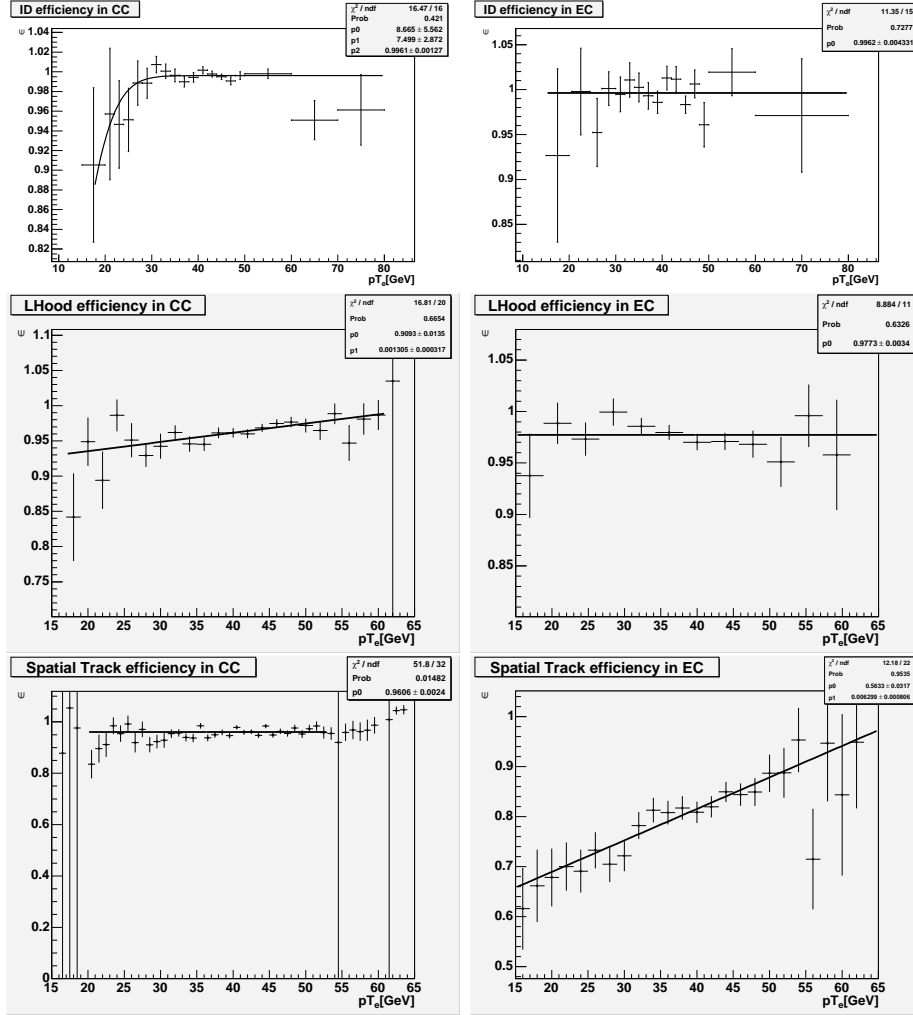 ID efficiency in CC
χ² / ndf 16.47 / 16
Prob 0.421
p0 8.665 ± 5.562
p1 7.499 ± 2.872
p2 0.9961 ± 0.00127
ε
1.04
1.02
1
0.98
0.96
0.94
0.92
0.9
0.88
0.86
0.84
0.82
10 20 30 40 50 60 70 80
pT_e[GeV]
ID efficiency in EC
χ² / ndf 11.35 / 15
Prob 0.7277
p0 0.9962 ± 0.004331
ε
1.05
1
0.95
0.9
0.85
10 20 30 40 50 60 70 80
pT_e[GeV]
LHood efficiency in CC
χ² / ndf 16.81 / 20
Prob 0.6654
p0 0.9093 ± 0.0135
p1 0.001305 ± 0.000317
ε
1.1
1.05
1
0.95
0.9
0.85
0.8
0.75
15 20 25 30 35 40 45 50 55 60 65
pT_e[GeV]
LHood efficiency in EC
χ² / ndf 8.884 / 11
Prob 0.6326
p0 0.9773 ± 0.0034
ε
1.05
1
0.95
0.9
0.85
15 20 25 30 35 40 45 50 55 60 65
pT_e[GeV]
Spatial Track efficiency in CC
χ² / ndf 51.8 / 32
Prob 0.01482
p0 0.9606 ± 0.0024
ε
1
0.8
0.6
0.4
0.2
0
15 20 25 30 35 40 45 50 55 60 65
pT_e[GeV]
Spatial Track efficiency in EC
χ² / ndf 12.18 / 22
Prob 0.9535
p0 0.5633 ± 0.0317
p1 0.006299 ± 0.000806
ε
1
0.9
0.8
0.7
0.6
0.5
15 20 25 30 35 40 45 50 55 60 65
pT_e[GeV]